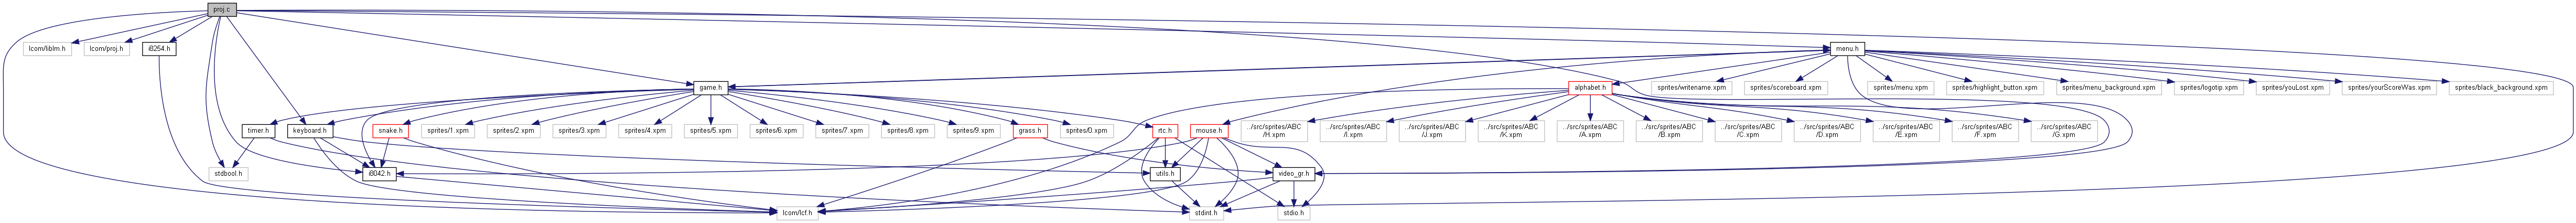 proj.c
lcom/liblm.h
lcom/proj.h
i8254.h
menu.h
game.h
alphabet.h
sprites/writename.xpm
sprites/scoreboard.xpm
sprites/menu.xpm
sprites/highlight_button.xpm
sprites/menu_background.xpm
sprites/logotip.xpm
sprites/youLost.xpm
sprites/yourScoreWas.xpm
sprites/black_background.xpm
timer.h
keyboard.h
snake.h
sprites/1.xpm
sprites/2.xpm
sprites/3.xpm
sprites/4.xpm
sprites/5.xpm
sprites/6.xpm
sprites/7.xpm
sprites/8.xpm
sprites/9.xpm
grass.h
sprites/0.xpm
rtc.h
mouse.h
../src/sprites/ABC
/H.xpm
../src/sprites/ABC
/I.xpm
../src/sprites/ABC
/J.xpm
../src/sprites/ABC
/K.xpm
../src/sprites/ABC
/A.xpm
../src/sprites/ABC
/B.xpm
../src/sprites/ABC
/C.xpm
../src/sprites/ABC
/D.xpm
../src/sprites/ABC
/E.xpm
../src/sprites/ABC
/F.xpm
../src/sprites/ABC
/G.xpm
stdbool.h
i8042.h
utils.h
video_gr.h
lcom/lcf.h
stdint.h
stdio.h